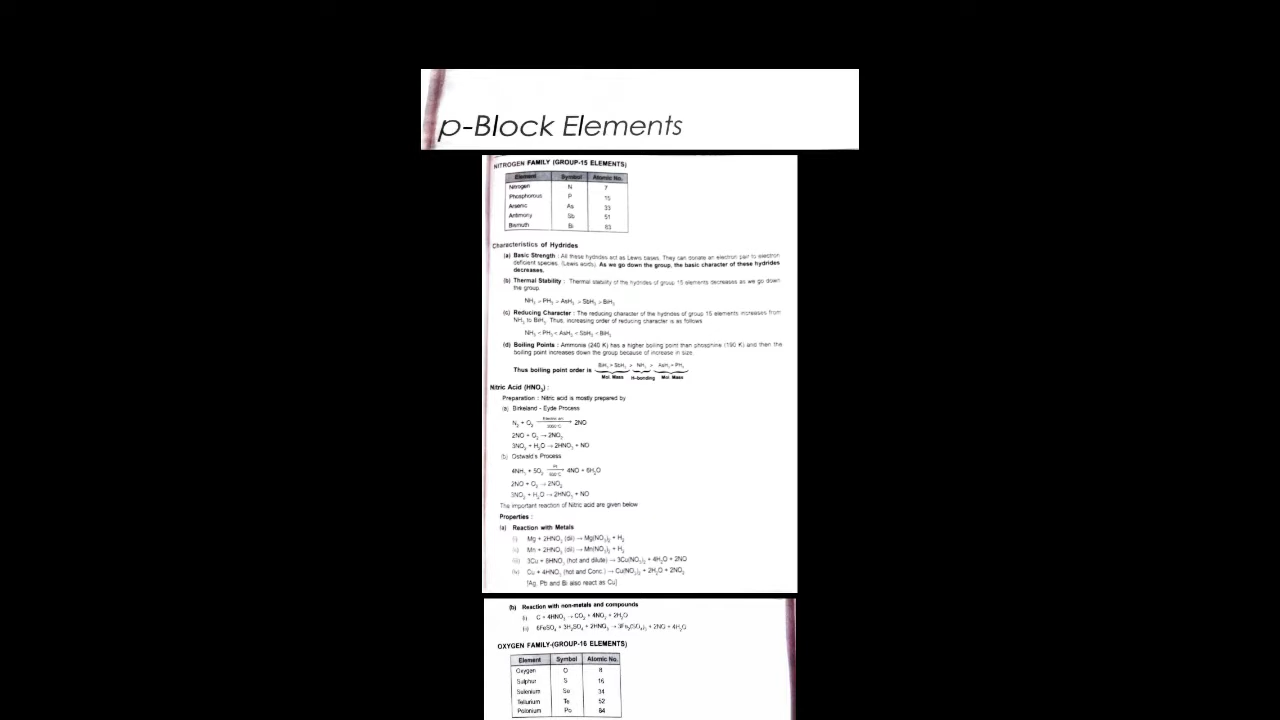 p-Block Elements
NITROGEN FAMILY (GROUP-15 ELEMENTS)
Element Symbol Atomic No.
Nitrogen N 7
Phosphorous P 15
Arsenic As 33
Antimony Sb 51
Bismuth Bi 83
Characteristics of Hydrides
(a) Basic Strength : All these hydrides act as Lewis bases. They can donate an electron pair to electron
deficient species. (Lewis acids). As we go down the group, the basic character of these hydrides
decreases.
(b) Thermal Stability : Thermal stability of the hydrides of group 15 elements decreases as we go down
the group.
NH₃ > PH₃ > AsH₃ > SbH₃ > BiH₃
(c) Reducing Character : The reducing character of the hydrides of group 15 elements increases from
NH₃ to BiH₃. Thus, increasing order of reducing character is as follows
NH₃ < PH₃ < AsH₃ < SbH₃ < BiH₃
(d) Boiling Points : Ammonia (240 K) has a higher boiling point than phosphine (190 K) and then the
boiling point increases down the group because of increase in size.
Thus boiling point order is BiH₃ > SbH₃ > NH₃ > AsH₃ > PH₃
Mol. Mass H-bonding Mol. Mass
Nitric Acid (HNO₃) :
Preparation : Nitric acid is mostly prepared by
(a) Birkeland - Eyde Process
N₂ + O₂ —Electric arc/3000°C→ 2NO
2NO + O₂ → 2NO₂
3NO₂ + H₂O → 2HNO₃ + NO
(b) Ostwald's Process
4NH₃ + 5O₂ —Pt/500°C→ 4NO + 6H₂O
2NO + O₂ → 2NO₂
3NO₂ + H₂O → 2HNO₃ + NO
The important reaction of Nitric acid are given below
Properties :
(a) Reaction with Metals
(i) Mg + 2HNO₃ (dil) → Mg(NO₃)₂ + H₂
(ii) Mn + 2HNO₃ (dil) → Mn(NO₃)₂ + H₂
(iii) 3Cu + 8HNO₃ (hot and dilute) → 3Cu(NO₃)₂ + 4H₂O + 2NO
(iv) Cu + 4HNO₃ (hot and Conc.) → Cu(NO₃)₂ + 2H₂O + 2NO₂
[Ag, Pb and Bi also react as Cu]
(b) Reaction with non-metals and compounds
(i) C + 4HNO₃ → CO₂ + 4NO₂ + 2H₂O
(ii) 6FeSO₄ + 3H₂SO₄ + 2HNO₃ → 3Fe₂(SO₄)₃ + 2NO + 4H₂O
OXYGEN FAMILY-(GROUP-16 ELEMENTS)
Element Symbol Atomic No.
Oxygen O 8
Sulphur S 16
Selenium Se 34
Tellurium Te 52
Polonium Po 84